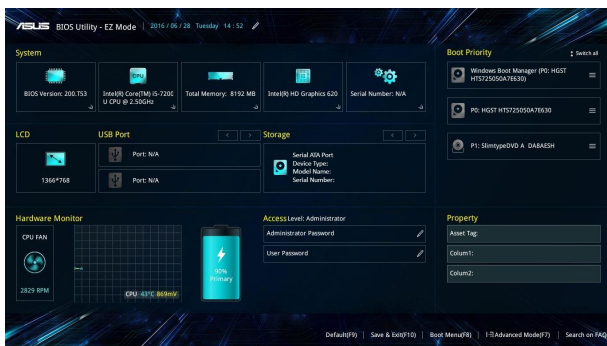 ASUS BIOS Utility - EZ Mode 2016 / 06 / 28 Tuesday 14 : 52
System
BIOS Version: 200.T53
CPU
Intel(R) Core(TM) i5-7200
U CPU @ 2.50GHz
Total Memory: 8192 MB
Intel(R) HD Graphics 620
Serial Number: N/A
LCD
1366*768
USB Port
Port: N/A
Port: N/A
Storage
Serial ATA Port
Device Type:
Model Name:
Serial Number:
Hardware Monitor
CPU FAN
2829 RPM
CPU 43°C 869mV
90%
Primary
Access Level: Administrator
Administrator Password
User Password
Boot Priority
Switch all
Windows Boot Manager (P0: HGST
HTS725050A7E630)
P0: HGST HTS725050A7E630
P1: SlimtypeDVD A DA8AESH
Property
Asset Tag:
Colum1:
Colum2:
Default(F9) Save & Exit(F10) Boot Menu(F8) Advanced Mode(F7) Search on FAQ